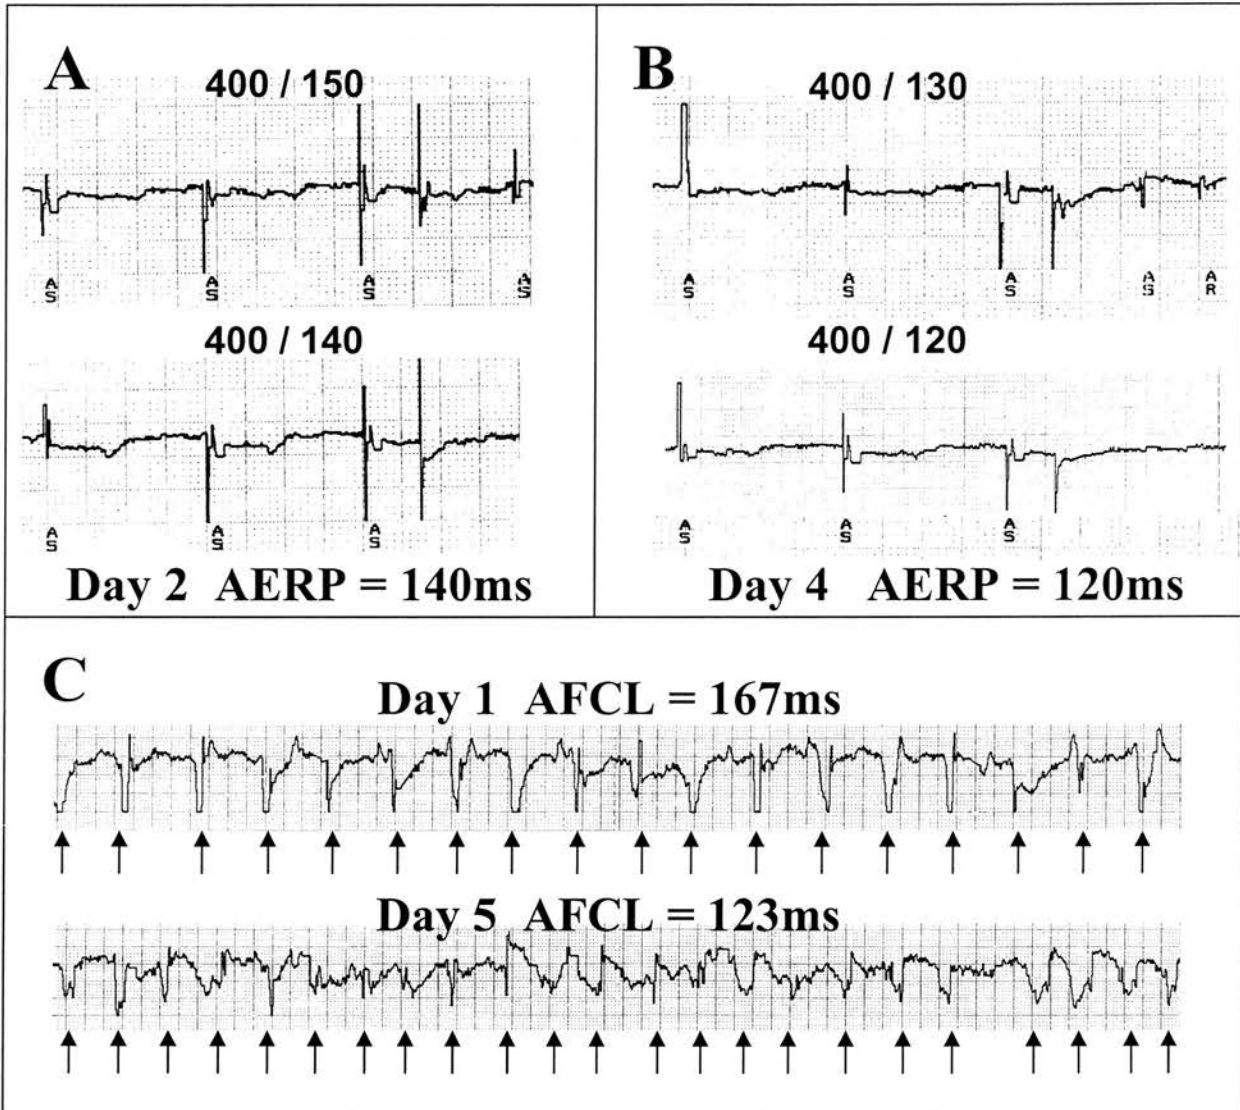 A
400 / 150
AS AS AS AS
400 / 140
AS AS AS
Day 2 AERP = 140ms
B
400 / 130
AS AS AS AS AR
400 / 120
AS AS AS
Day 4 AERP = 120ms
C
Day 1 AFCL = 167ms
Day 5 AFCL = 123ms